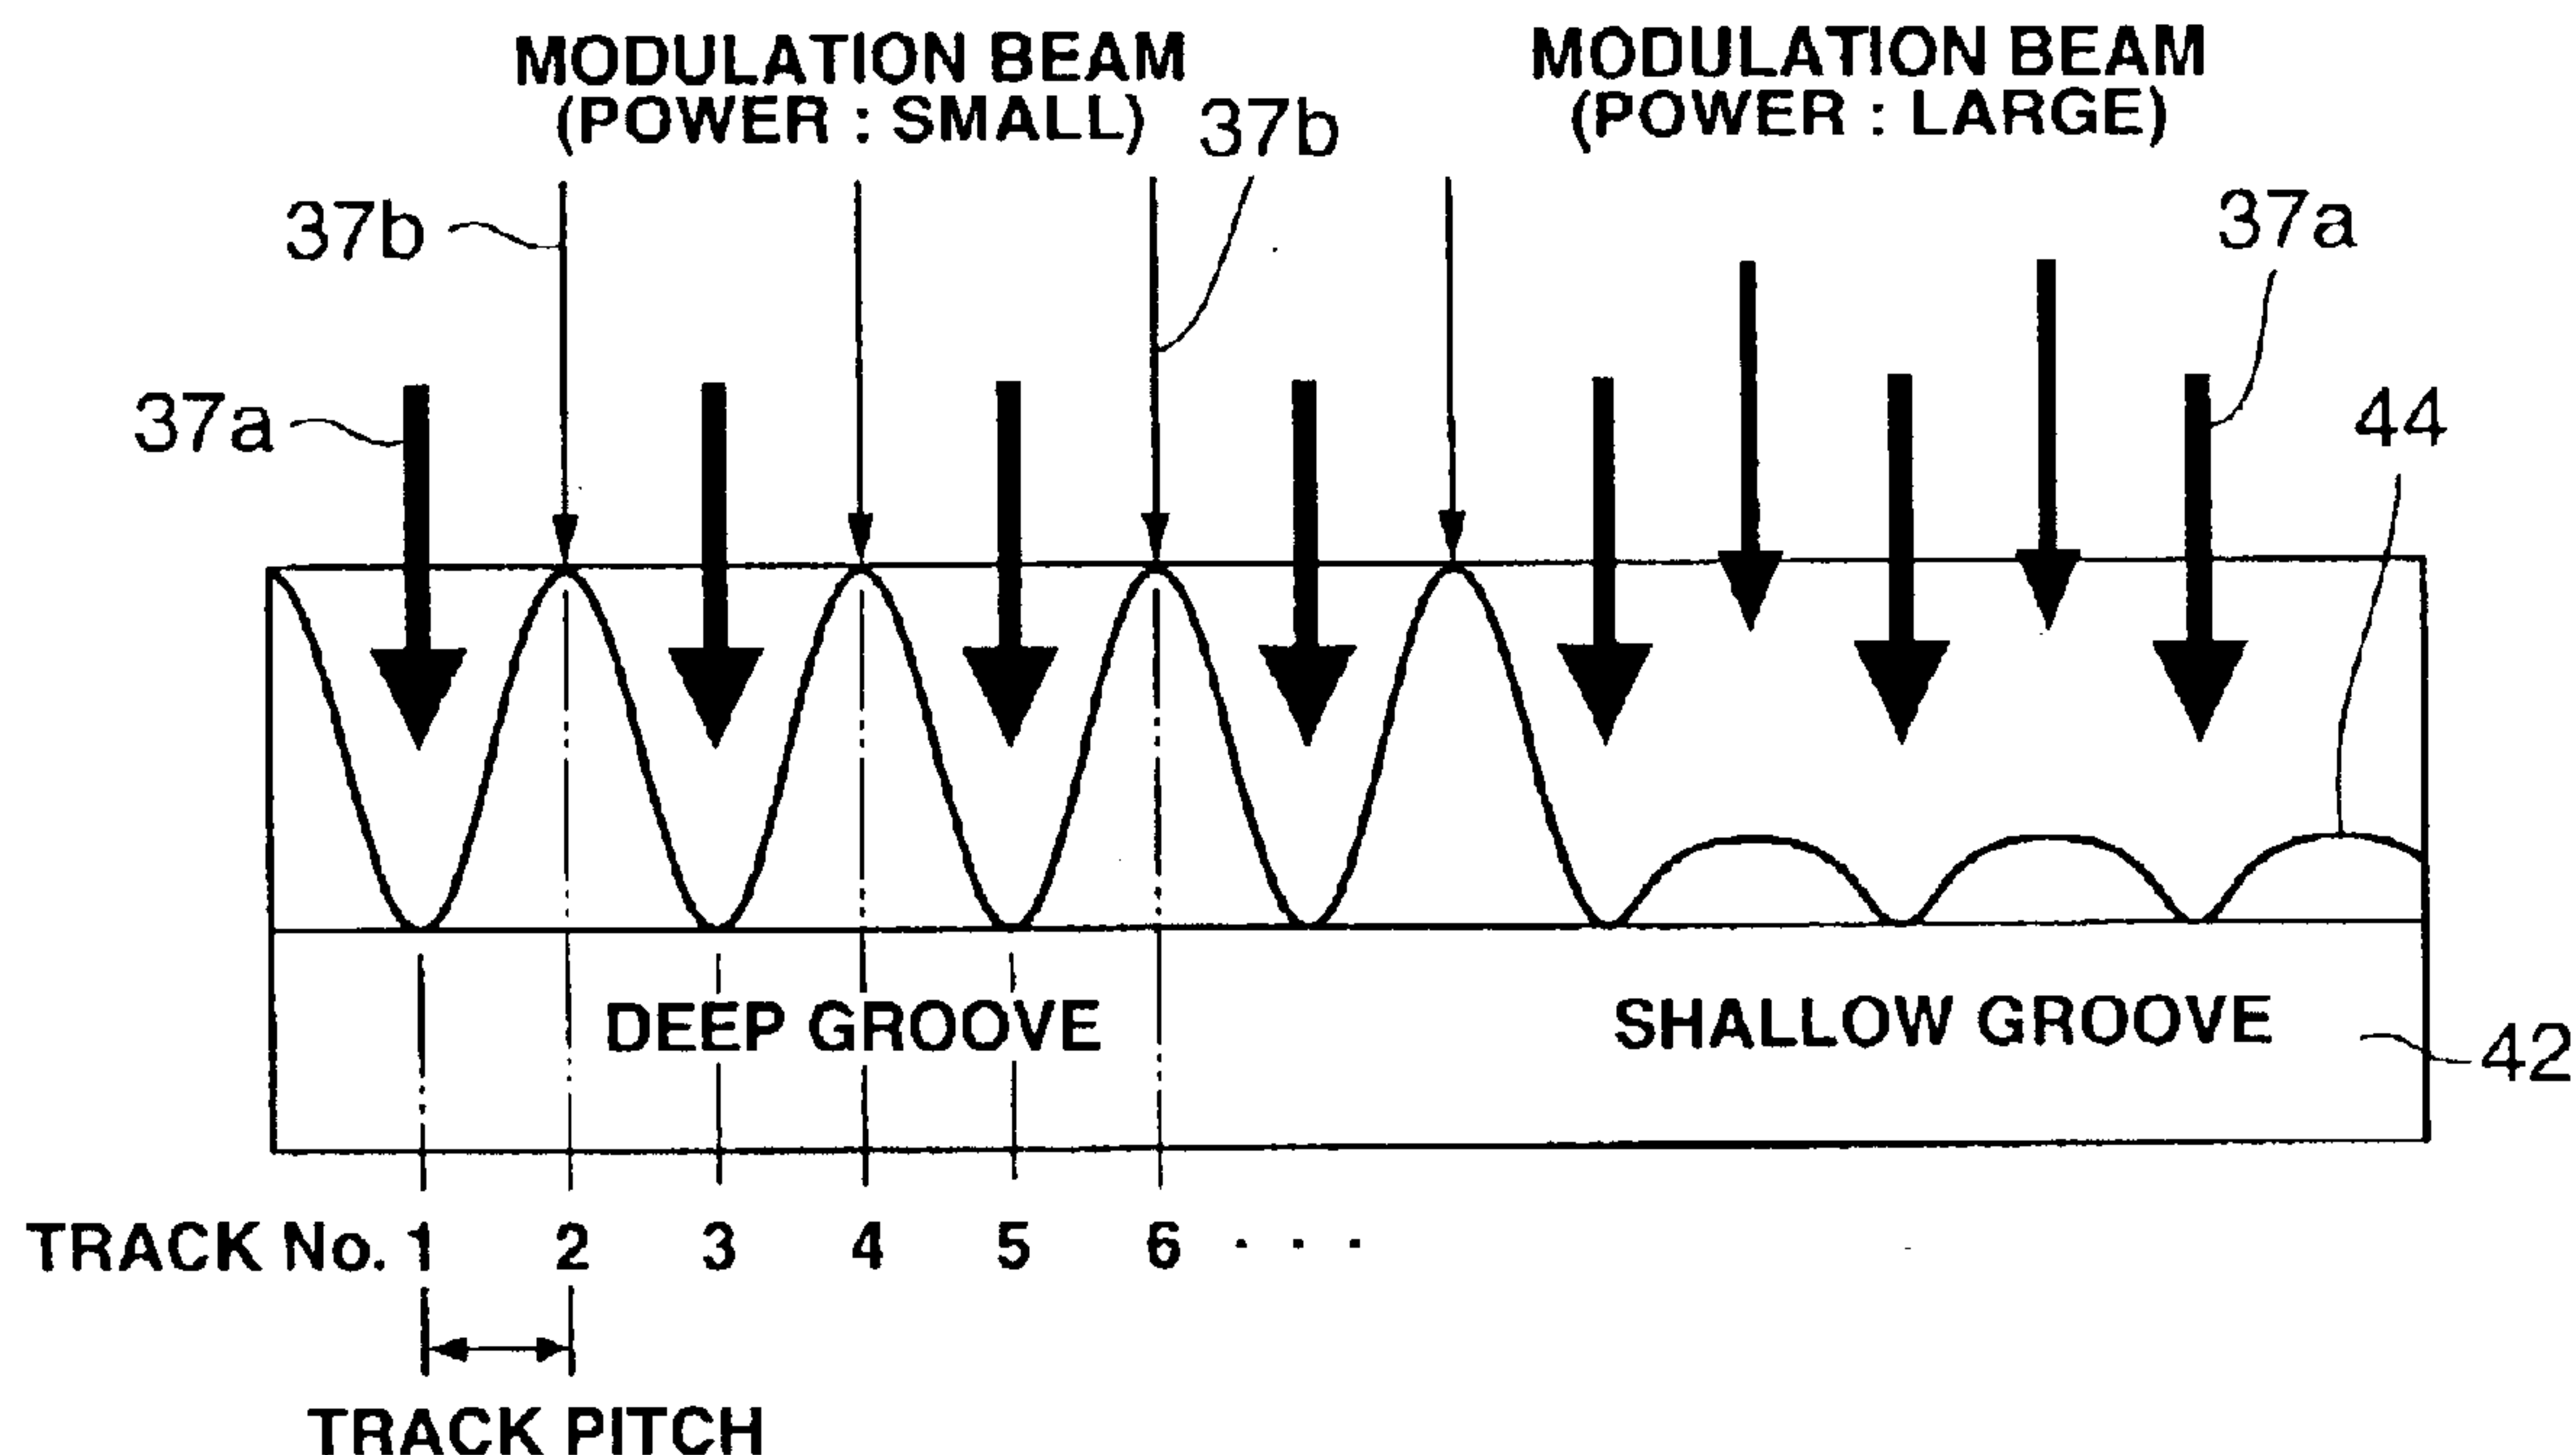 MODULATION BEAM
(POWER : SMALL)
MODULATION BEAM
(POWER : LARGE)
37b
37b
37a
37a
44
DEEP GROOVE
SHALLOW GROOVE
42
TRACK No. 1 2 3 4 5 6 · · ·
TRACK PITCH